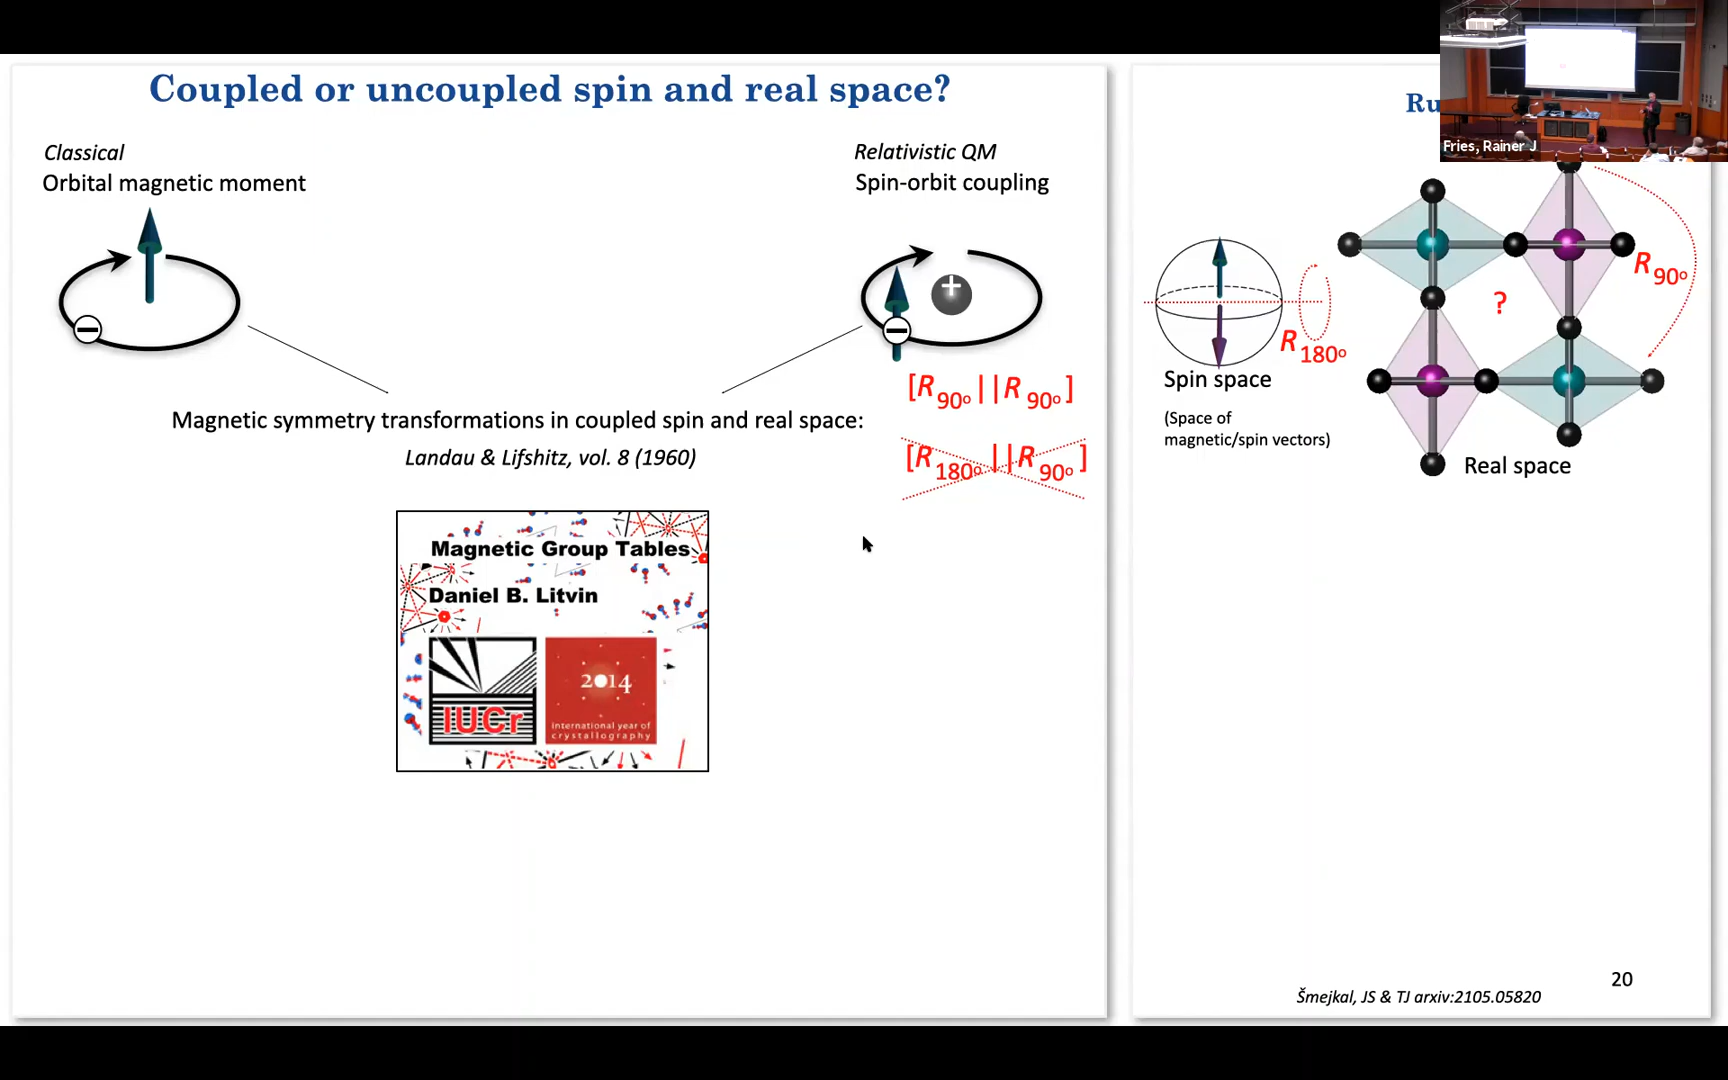 Coupled or uncoupled spin and real space?
Classical
Orbital magnetic moment
Relativistic QM
Spin-orbit coupling
−
+
−
[R90° || R90°]
Magnetic symmetry transformations in coupled spin and real space:
Landau & Lifshitz, vol. 8 (1960)
[R180° || R90°]
Magnetic Group Tables
Daniel B. Litvin
IUCr
2014
international year of
crystallography
Ru
Fries, Rainer J
R90°
?
R180°
Spin space
(Space of
magnetic/spin vectors)
Real space
20
Šmejkal, JS & TJ arxiv:2105.05820